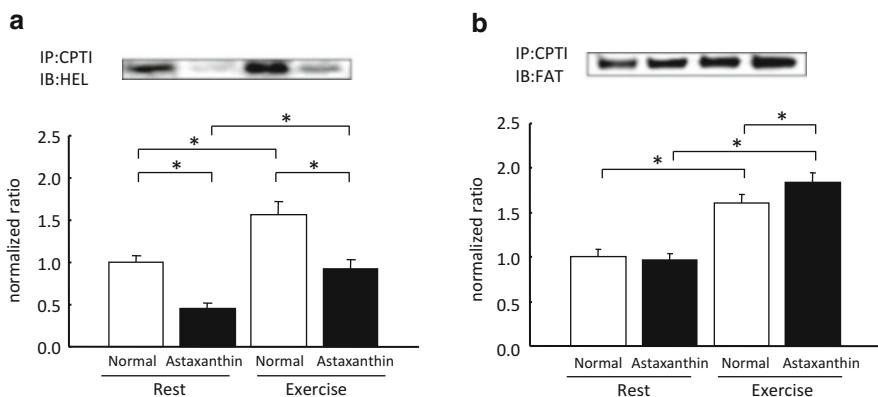 a
IP:CPTI
IB:HEL
normalized ratio
2.5
2.0
1.5
1.0
0.5
0.0
*
*
*
*
Normal Astaxanthin Normal Astaxanthin
Rest Exercise
b
IP:CPTI
IB:FAT
normalized ratio
2.5
2.0
1.5
1.0
0.5
0.0
*
*
*
Normal Astaxanthin Normal Astaxanthin
Rest Exercise